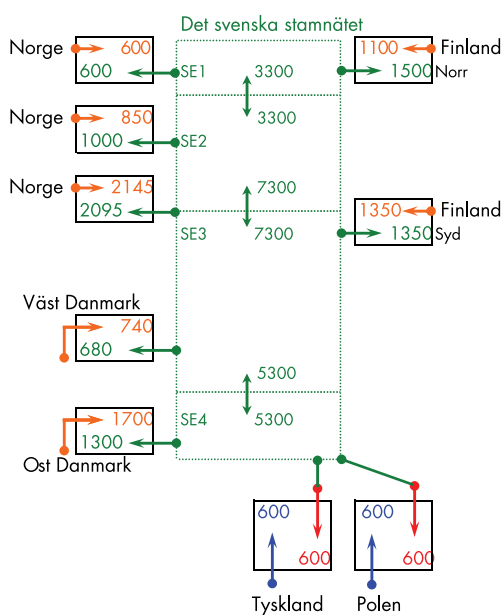 Det svenska stamnätet
Norge 600
600 SE1 3300
1100 Finland
1500 Norr
Norge 850
1000 SE2 3300
Norge 2145
2095 7300
SE3 7300
1350 Finland
1350 Syd
Väst Danmark
740
680
5300
1700 SE4 5300
1300
Ost Danmark
600 600
600 600
Tyskland Polen